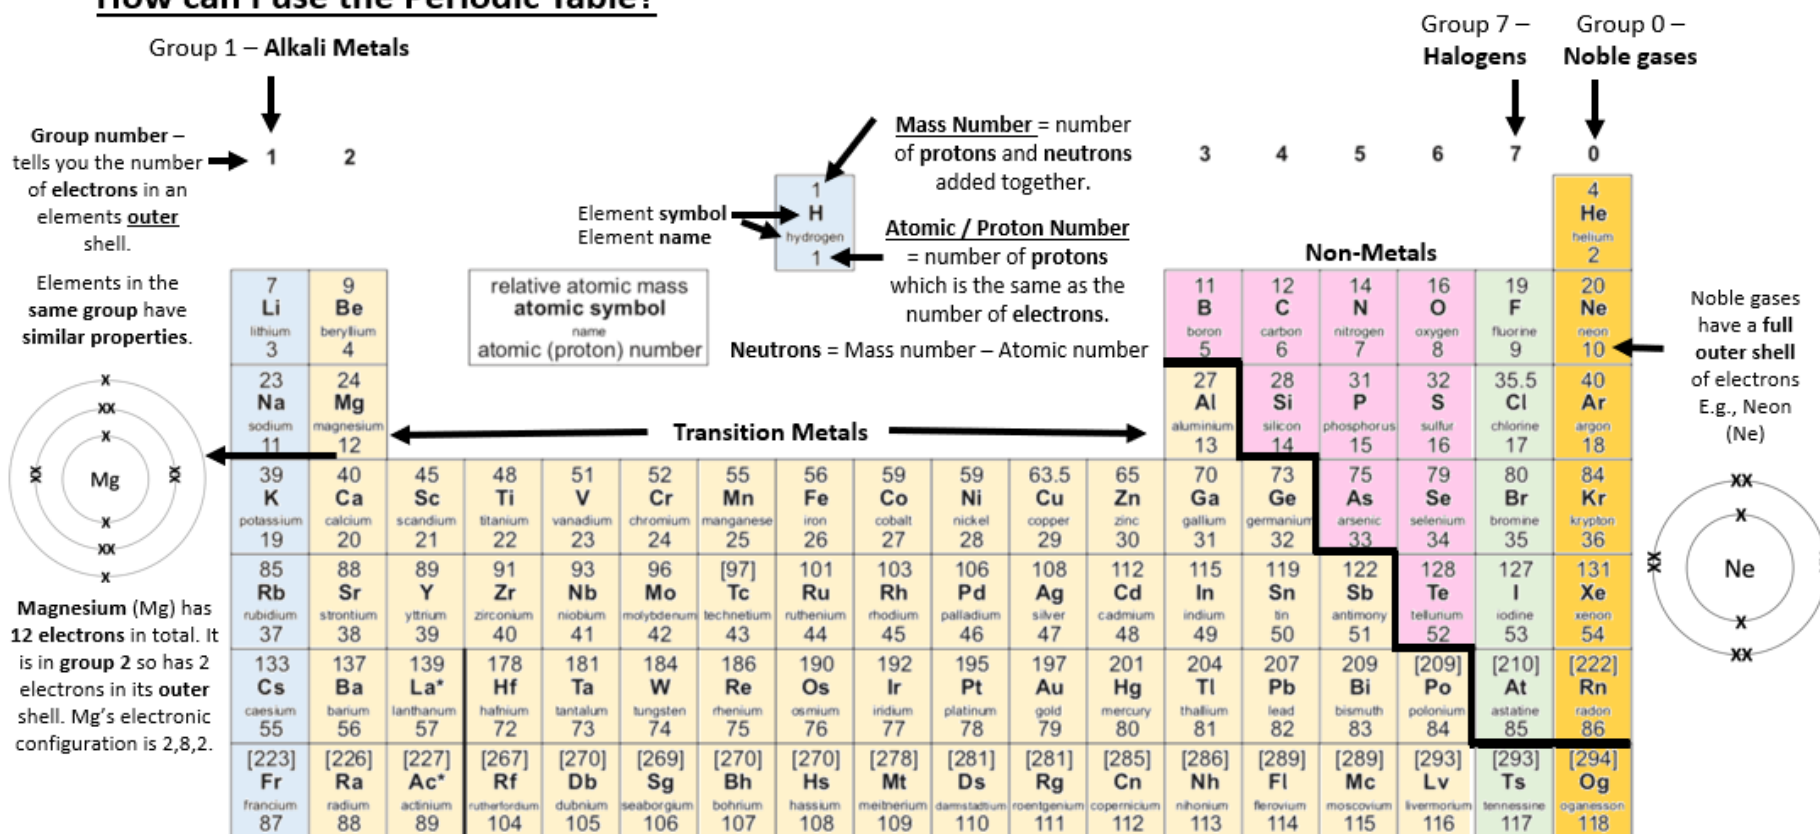 How can I use the Periodic Table?
Group 1 – Alkali Metals
Group 7 –
Halogens
Group 0 –
Noble gases
Group number –
tells you the number
of electrons in an
elements outer
shell.
Elements in the
same group have
similar properties.
1 2 3 4 5 6 7 0
Mass Number = number
of protons and neutrons
added together.
Element symbol
Element name
1
H
hydrogen
1
Atomic / Proton Number
= number of protons
which is the same as the
number of electrons.
Neutrons = Mass number – Atomic number
relative atomic mass
atomic symbol
name
atomic (proton) number
Non-Metals
4
He
helium
2
7 9 11 12 14 16 19 20
Li Be B C N O F Ne
lithium beryllium boron carbon nitrogen oxygen fluorine neon
3 4 5 6 7 8 9 10
Transition Metals
23 24 27 28 31 32 35.5 40
Na Mg Al Si P S Cl Ar
sodium magnesium aluminium silicon phosphorus sulfur chlorine argon
11 12 13 14 15 16 17 18
39 40 45 48 51 52 55 56 59 59 63.5 65 70 73 75 79 80 84
K Ca Sc Ti V Cr Mn Fe Co Ni Cu Zn Ga Ge As Se Br Kr
potassium calcium scandium titanium vanadium chromium manganese iron cobalt nickel copper zinc gallium germanium arsenic selenium bromine krypton
19 20 21 22 23 24 25 26 27 28 29 30 31 32 33 34 35 36
85 88 89 91 93 96 [97] 101 103 106 108 112 115 119 122 128 127 131
Rb Sr Y Zr Nb Mo Tc Ru Rh Pd Ag Cd In Sn Sb Te I Xe
rubidium strontium yttrium zirconium niobium molybdenum technetium ruthenium rhodium palladium silver cadmium indium tin antimony tellunum iodine xenon
37 38 39 40 41 42 43 44 45 46 47 48 49 50 51 52 53 54
133 137 139 178 181 184 186 190 192 195 197 201 204 207 209 [209] [210] [222]
Cs Ba La* Hf Ta W Re Os Ir Pt Au Hg Tl Pb Bi Po At Rn
caesium barium lanthanum hafnium tantalum tungsten rhenium osmium iridium platinum gold mercury thallium lead bismuth polonium astatine radon
55 56 57 72 73 74 75 76 77 78 79 80 81 82 83 84 85 86
[223] [226] [227] [267] [270] [269] [270] [270] [278] [281] [281] [285] [286] [289] [289] [293] [293] [294]
Fr Ra Ac* Rf Db Sg Bh Hs Mt Ds Rg Cn Nh Fl Mc Lv Ts Og
francium radium actinium rutherfordium dubnium seaborgium bohrium hassium meitnerium darmstadtium roentgenium copernicium nihonium flerovium moscovium livermorium tennessine oganesson
87 88 89 104 105 106 107 108 109 110 111 112 113 114 115 116 117 118
Mg
Magnesium (Mg) has
12 electrons in total. It
is in group 2 so has 2
electrons in its outer
shell. Mg's electronic
configuration is 2,8,2.
Noble gases
have a full
outer shell
of electrons
E.g., Neon
(Ne)
Ne